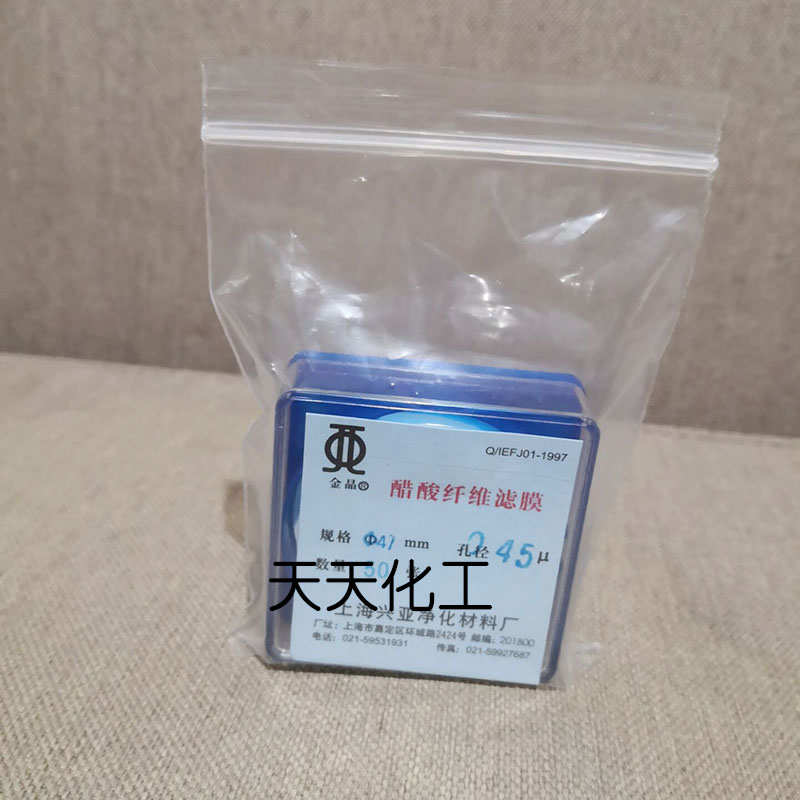 Q/IEFJ01-1997
金晶®
醋酸纤维滤膜
规格 Φ47 mm 孔径 0.45 μ
数量 50 张
天天化工
上海兴亚净化材料厂
厂址：上海市嘉定区环城路2424号 邮编：201800
电话：021-59531931 传真：021-59927687